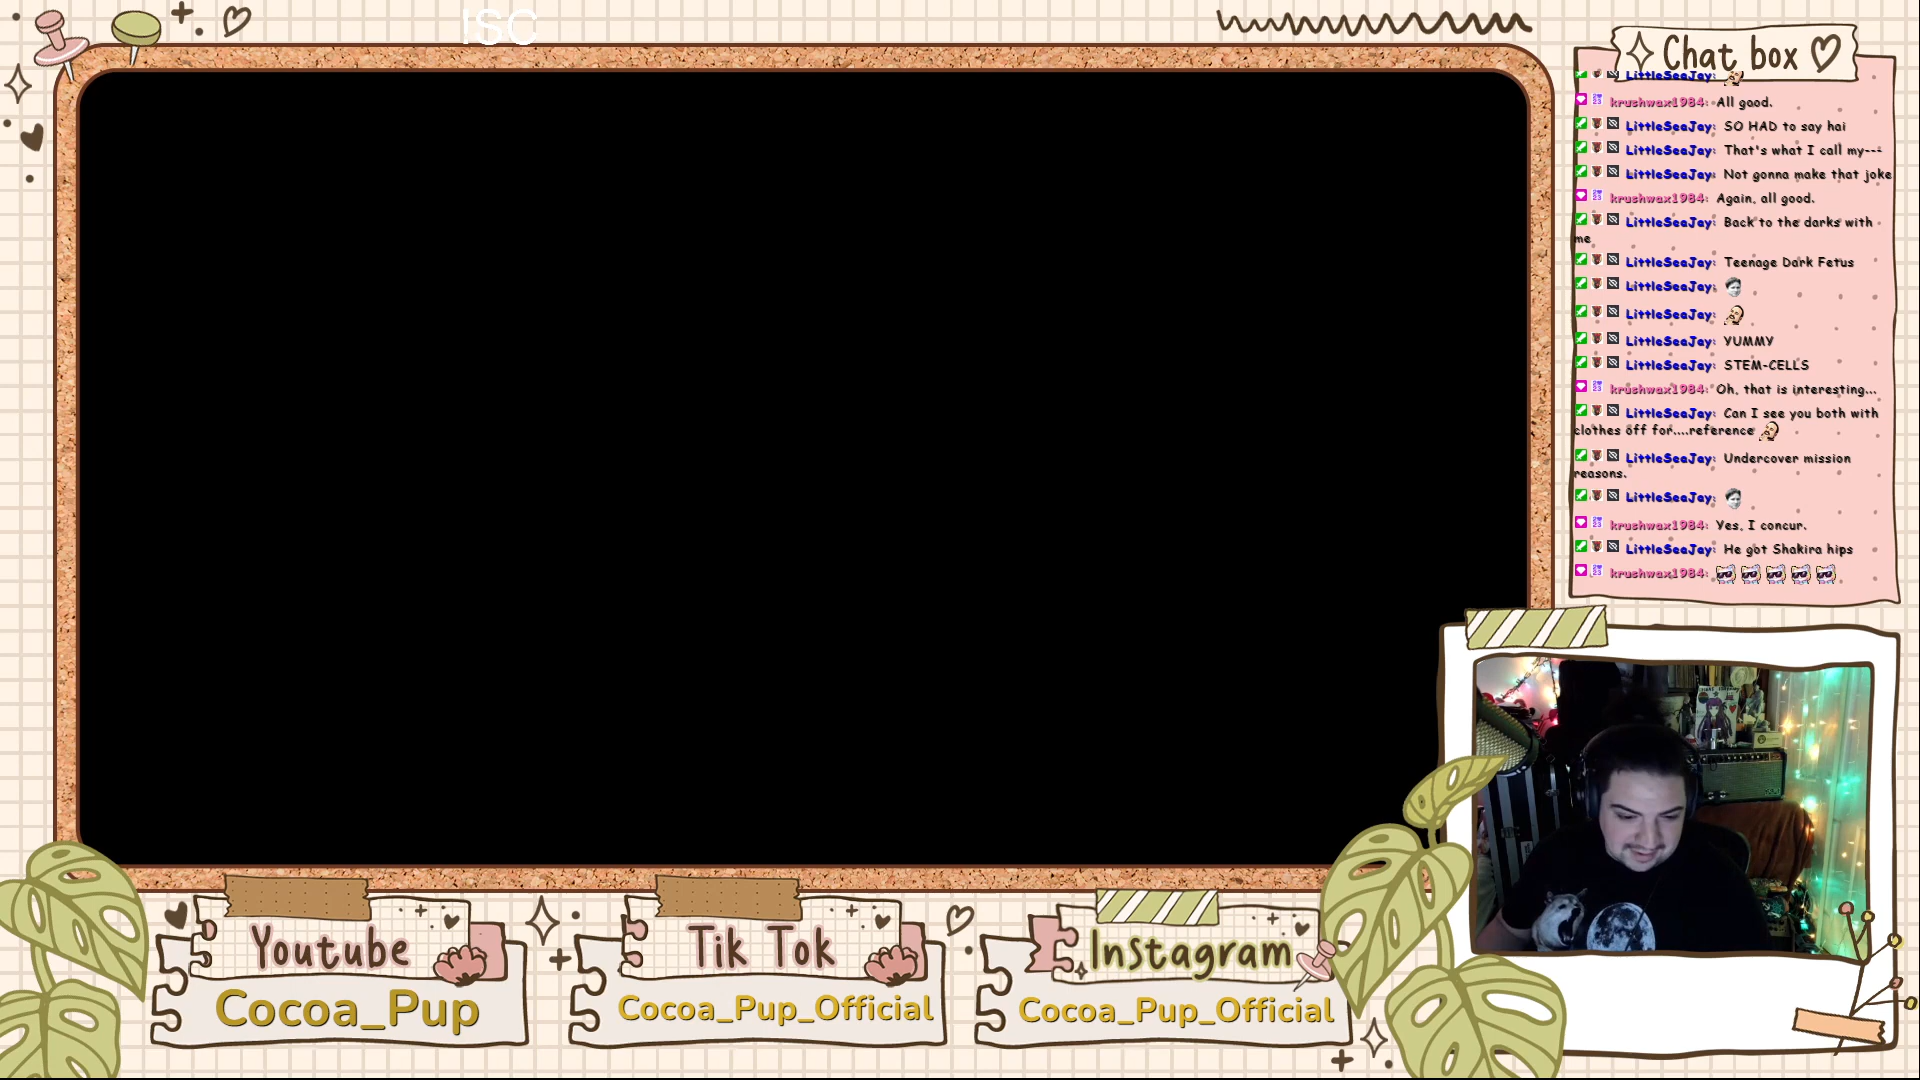 !SC
Chat box
LittleSeaJay:
krushwax1984: All good.
LittleSeaJay: SO HAD to say hai
LittleSeaJay: That's what I call my---
LittleSeaJay: Not gonna make that joke
krushwax1984: Again, all good.
LittleSeaJay: Back to the darks with
me
LittleSeaJay: Teenage Dark Fetus
LittleSeaJay:
LittleSeaJay:
LittleSeaJay: YUMMY
LittleSeaJay: STEM-CELLS
krushwax1984: Oh, that is interesting...
LittleSeaJay: Can I see you both with
clothes off for....reference
LittleSeaJay: Undercover mission
reasons.
LittleSeaJay:
krushwax1984: Yes, I concur.
LittleSeaJay: He got Shakira hips
krushwax1984:
Youtube
Cocoa_Pup
Tik Tok
Cocoa_Pup_Official
Instagram
Cocoa_Pup_Official